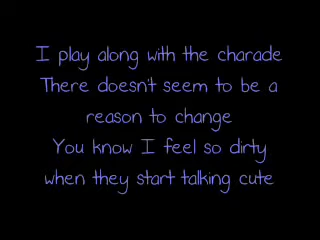 I play along with the charade
There doesn't seem to be a
reason to change
You know I feel so dirty
when they start talking cute